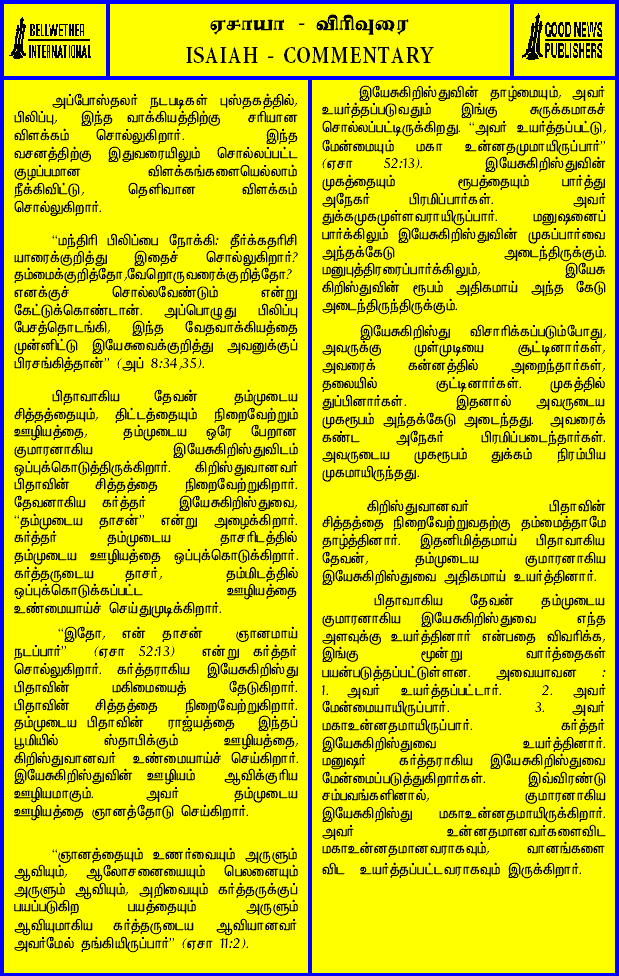 BELLWETHER
INTERNATIONAL
ஏசாயா - விரிவுரை
ISAIAH - COMMENTARY
GOOD NEWS
PUBLISHERS
அப்போஸ்தலர் நடபடிகள் புஸ்தகத்தில்,
பிலிப்பு, இந்த வாக்கியத்திற்கு சரியான
விளக்கம் சொல்லுகிறார். இந்த
வசனத்திற்கு இதுவரையிலும் சொல்லப்பட்ட
குழப்பமான விளக்கங்களையெல்லாம்
நீக்கிவிட்டு, தெளிவான விளக்கம்
சொல்லுகிறார்.
“மந்திரி பிலிப்பை நோக்கி: தீர்க்கதரிசி
யாரைக்குறித்து இதைச் சொல்லுகிறார்?
தம்மைக்குறித்தோ,வேறொருவரைக்குறித்தோ?
எனக்குச் சொல்லவேண்டும் என்று
கேட்டுக்கொண்டான். அப்பொழுது பிலிப்பு
பேசத்தொடங்கி, இந்த வேதவாக்கியத்தை
முன்னிட்டு இயேசுவைக்குறித்து அவனுக்குப்
பிரசங்கித்தான்” (அப் 8:34,35).
பிதாவாகிய தேவன் தம்முடைய
சித்தத்தையும், திட்டத்தையும் நிறைவேற்றும்
ஊழியத்தை, தம்முடைய ஒரே பேறான
குமாரனாகிய இயேசுகிறிஸ்துவிடம்
ஒப்புக்கொடுத்திருக்கிறார். கிறிஸ்துவானவர்
பிதாவின் சித்தத்தை நிறைவேற்றுகிறார்.
தேவனாகிய கர்த்தர் இயேசுகிறிஸ்துவை,
“தம்முடைய தாசன்” என்று அழைக்கிறார்.
கர்த்தர் தம்முடைய தாசரிடத்தில்
தம்முடைய ஊழியத்தை ஒப்புக்கொடுக்கிறார்.
கர்த்தருடைய தாசர், தம்மிடத்தில்
ஒப்புக்கொடுக்கப்பட்ட ஊழியத்தை
உண்மையாய்ச் செய்துமுடிக்கிறார்.
“இதோ, என் தாசன் ஞானமாய்
நடப்பார்” (ஏசா 52:13) என்று கர்த்தர்
சொல்லுகிறார். கர்த்தராகிய இயேசுகிறிஸ்து
பிதாவின் மகிமையைத் தேடுகிறார்.
பிதாவின் சித்தத்தை நிறைவேற்றுகிறார்.
தம்முடைய பிதாவின் ராஜ்யத்தை இந்தப்
பூமியில் ஸ்தாபிக்கும் ஊழியத்தை,
கிறிஸ்துவானவர் உண்மையாய்ச் செய்கிறார்.
இயேசுகிறிஸ்துவின் ஊழியம் ஆவிக்குரிய
ஊழியமாகும். அவர் தம்முடைய
ஊழியத்தை ஞானத்தோடு செய்கிறார்.
“ஞானத்தையும் உணர்வையும் அருளும்
ஆவியும், ஆலோசனையையும் பெலனையும்
அருளும் ஆவியும், அறிவையும் கர்த்தருக்குப்
பயப்படுகிற பயத்தையும் அருளும்
ஆவியுமாகிய கர்த்தருடைய ஆவியானவர்
அவர்மேல் தங்கியிருப்பார்” (ஏசா 11:2).
இயேசுகிறிஸ்துவின் தாழ்மையும், அவர்
உயர்த்தப்படுவதும் இங்கு சுருக்கமாகச்
சொல்லப்பட்டிருக்கிறது. “அவர் உயர்த்தப்பட்டு,
மேன்மையும் மகா உன்னதமுமாயிருப்பார்”
(ஏசா 52:13). இயேசுகிறிஸ்துவின்
முகத்தையும் ரூபத்தையும் பார்த்து
அநேகர் பிரமிப்பார்கள். அவர்
துக்கமுகமுள்ளவராயிருப்பார். மனுஷனைப்
பார்க்கிலும் இயேசுகிறிஸ்துவின் முகப்பார்வை
அந்தக்கேடு அடைந்திருக்கும்.
மனுபுத்திரரைப்பார்க்கிலும், இயேசு
கிறிஸ்துவின் ரூபம் அதிகமாய் அந்த கேடு
அடைந்திருந்திருக்கும்.
இயேசுகிறிஸ்து விசாரிக்கப்படும்போது,
அவருக்கு முள்முடியை சூட்டினார்கள்,
அவரைக் கன்னத்தில் அறைந்தார்கள்,
தலையில் குட்டினார்கள். முகத்தில்
துப்பினார்கள். இதனால் அவருடைய
முகரூபம் அந்தக்கேடு அடைந்தது. அவரைக்
கண்ட அநேகர் பிரமிப்படைந்தார்கள்.
அவருடைய முகரூபம் துக்கம் நிரம்பிய
முகமாயிருந்தது.
கிறிஸ்துவானவர் பிதாவின்
சித்தத்தை நிறைவேற்றுவதற்கு தம்மைத்தாமே
தாழ்த்தினார். இதனிமித்தமாய் பிதாவாகிய
தேவன், தம்முடைய குமாரனாகிய
இயேசுகிறிஸ்துவை அதிகமாய் உயர்த்தினார்.
பிதாவாகிய தேவன் தம்முடைய
குமாரனாகிய இயேசுகிறிஸ்துவை எந்த
அளவுக்கு உயர்த்தினார் என்பதை விவரிக்க,
இங்கு மூன்று வார்த்தைகள்
பயன்படுத்தப்பட்டுள்ளன. அவையாவன :
1. அவர் உயர்த்தப்பட்டார். 2. அவர்
மேன்மையாயிருப்பார். 3. அவர்
மகாஉன்னதமாயிருப்பார். கர்த்தர்
இயேசுகிறிஸ்துவை உயர்த்தினார்.
மனுஷர் கர்த்தராகிய இயேசுகிறிஸ்துவை
மேன்மைப்படுத்துகிறார்கள். இவ்விரண்டு
சம்பவங்களினால், குமாரனாகிய
இயேசுகிறிஸ்து மகாஉன்னதமாயிருக்கிறார்.
அவர் உன்னதமானவர்களைவிட
மகாஉன்னதமானவராகவும், வானங்களை
விட உயர்த்தப்பட்டவராகவும் இருக்கிறார்.